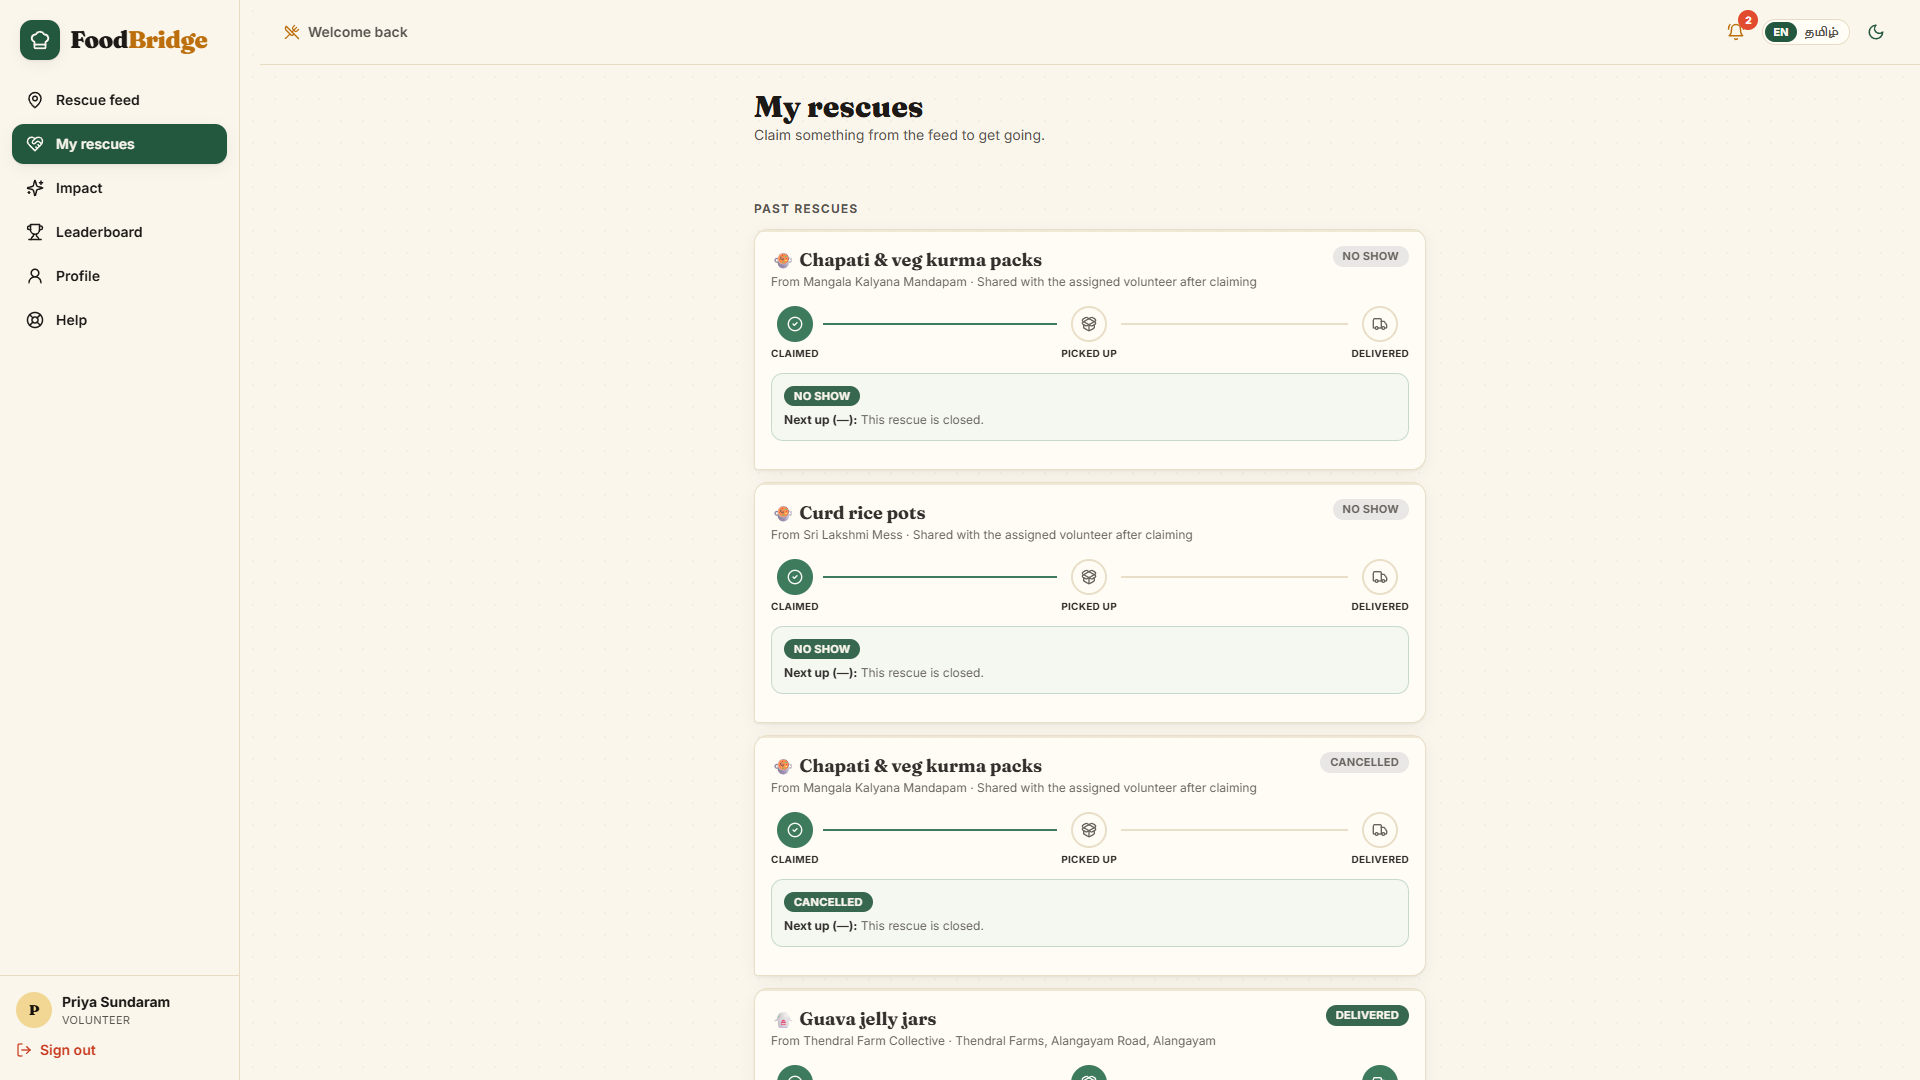 FoodBridge
Rescue feed
My rescues
Impact
Leaderboard
Profile
Help
P
Priya Sundaram
VOLUNTEER
Sign out
Welcome back
2
EN
தமிழ்
My rescues
Claim something from the feed to get going.
PAST RESCUES
Chapati & veg kurma packs
NO SHOW
From Mangala Kalyana Mandapam · Shared with the assigned volunteer after claiming
CLAIMED
PICKED UP
DELIVERED
NO SHOW
Next up (—): This rescue is closed.
Curd rice pots
NO SHOW
From Sri Lakshmi Mess · Shared with the assigned volunteer after claiming
CLAIMED
PICKED UP
DELIVERED
NO SHOW
Next up (—): This rescue is closed.
Chapati & veg kurma packs
CANCELLED
From Mangala Kalyana Mandapam · Shared with the assigned volunteer after claiming
CLAIMED
PICKED UP
DELIVERED
CANCELLED
Next up (—): This rescue is closed.
Guava jelly jars
DELIVERED
From Thendral Farm Collective · Thendral Farms, Alangayam Road, Alangayam